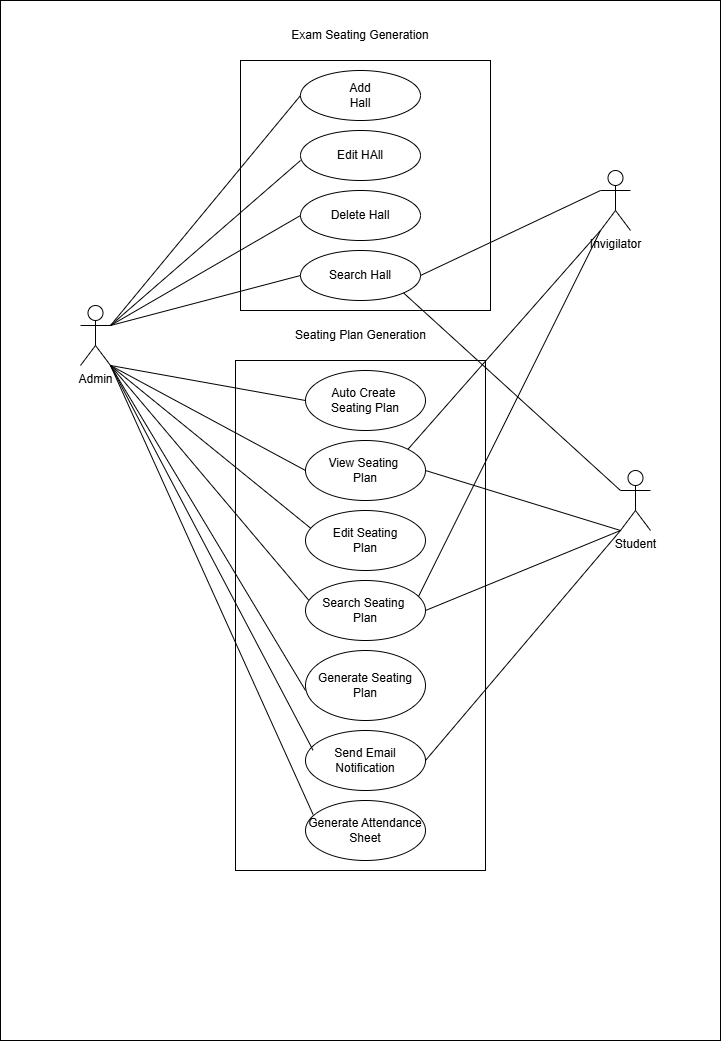 Exam Seating Generation
Add
Hall
Edit HAll
Delete Hall
Invigilator
Search Hall
Seating Plan Generation
Admin
Auto Create
Seating Plan
View Seating
Plan
Edit Seating
Plan
Student
Search Seating
Plan
Generate Seating
Plan
Send Email
Notification
Generate Attendance
Sheet